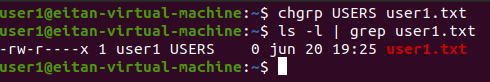 user1@eitan-virtual-machine:~$ chgrp USERS user1.txt
user1@eitan-virtual-machine:~$ ls -l | grep user1.txt
-rw-r----x 1 user1 USERS    0 jun 20 19:25 user1.txt
user1@eitan-virtual-machine:~$